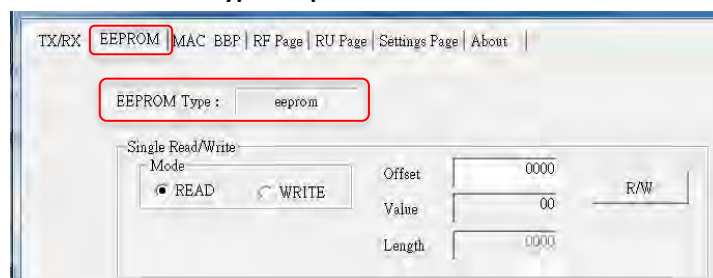 TX/RX EEPROM MAC BBP RF Page RU Page Settings Page About
EEPROM Type : eeprom
Single Read/Write
Mode
READ WRITE
Offset 0000
Value 00
Length 0000
R/W